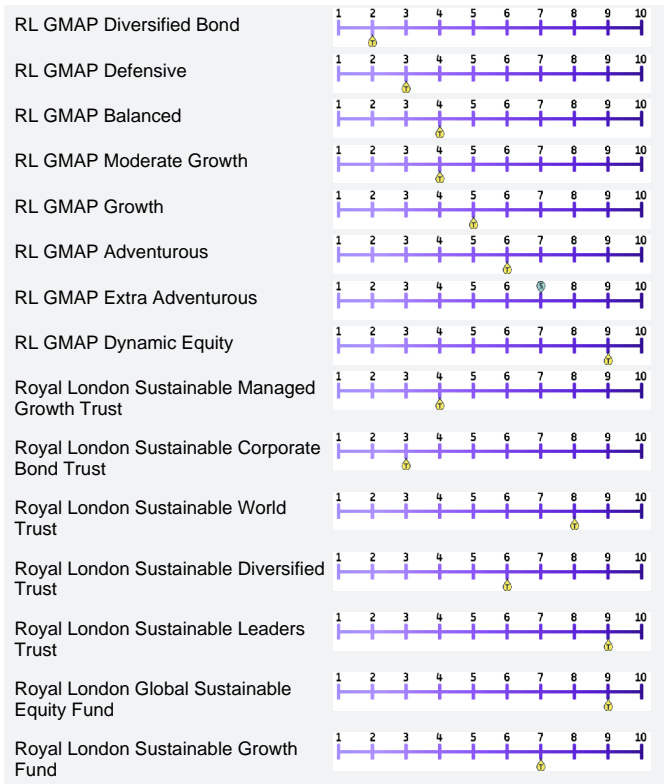 RL GMAP Diversified Bond
1 2 3 4 5 6 7 8 9 10
T
RL GMAP Defensive
1 2 3 4 5 6 7 8 9 10
T
RL GMAP Balanced
1 2 3 4 5 6 7 8 9 10
T
RL GMAP Moderate Growth
1 2 3 4 5 6 7 8 9 10
T
RL GMAP Growth
1 2 3 4 5 6 7 8 9 10
T
RL GMAP Adventurous
1 2 3 4 5 6 7 8 9 10
T
RL GMAP Extra Adventurous
1 2 3 4 5 6 7 8 9 10
S
RL GMAP Dynamic Equity
1 2 3 4 5 6 7 8 9 10
T
Royal London Sustainable Managed
Growth Trust
1 2 3 4 5 6 7 8 9 10
T
Royal London Sustainable Corporate
Bond Trust
1 2 3 4 5 6 7 8 9 10
T
Royal London Sustainable World
Trust
1 2 3 4 5 6 7 8 9 10
T
Royal London Sustainable Diversified
Trust
1 2 3 4 5 6 7 8 9 10
T
Royal London Sustainable Leaders
Trust
1 2 3 4 5 6 7 8 9 10
T
Royal London Global Sustainable
Equity Fund
1 2 3 4 5 6 7 8 9 10
T
Royal London Sustainable Growth
Fund
1 2 3 4 5 6 7 8 9 10
T